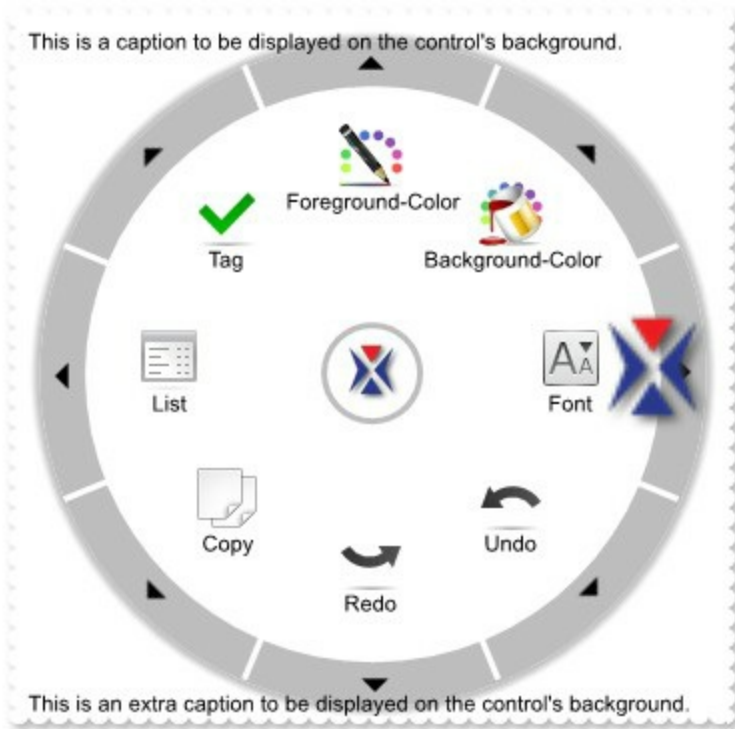 This is a caption to be displayed on the control's background.
Foreground-Color
Tag
Background-Color
List
Font
Copy
Undo
Redo
This is an extra caption to be displayed on the control's background.